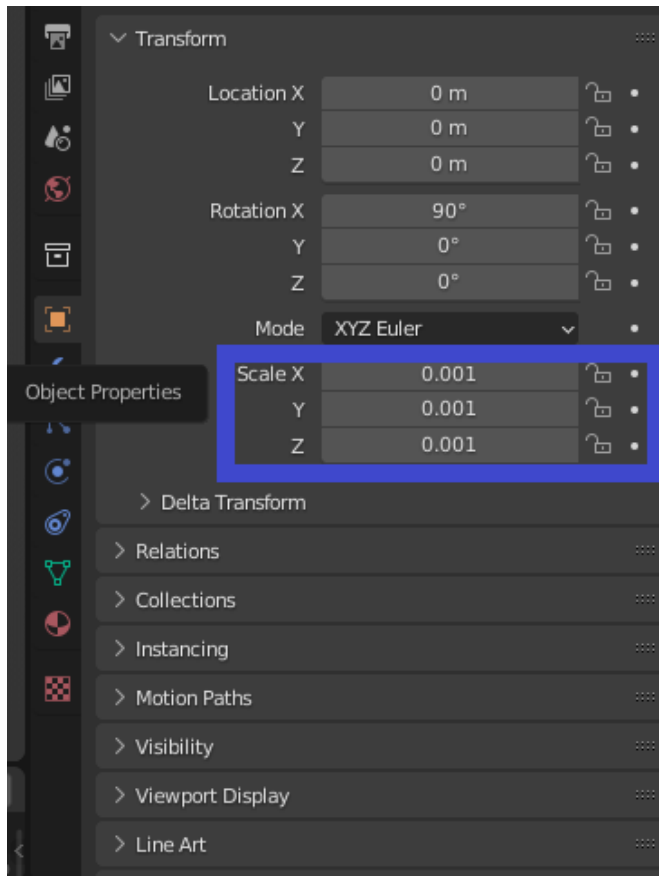 Transform
Location X 0 m
Y 0 m
Z 0 m
Rotation X 90°
Y 0°
Z 0°
Mode XYZ Euler
Scale X 0.001
Object Properties
Y 0.001
Z 0.001
Delta Transform
Relations
Collections
Instancing
Motion Paths
Visibility
Viewport Display
Line Art